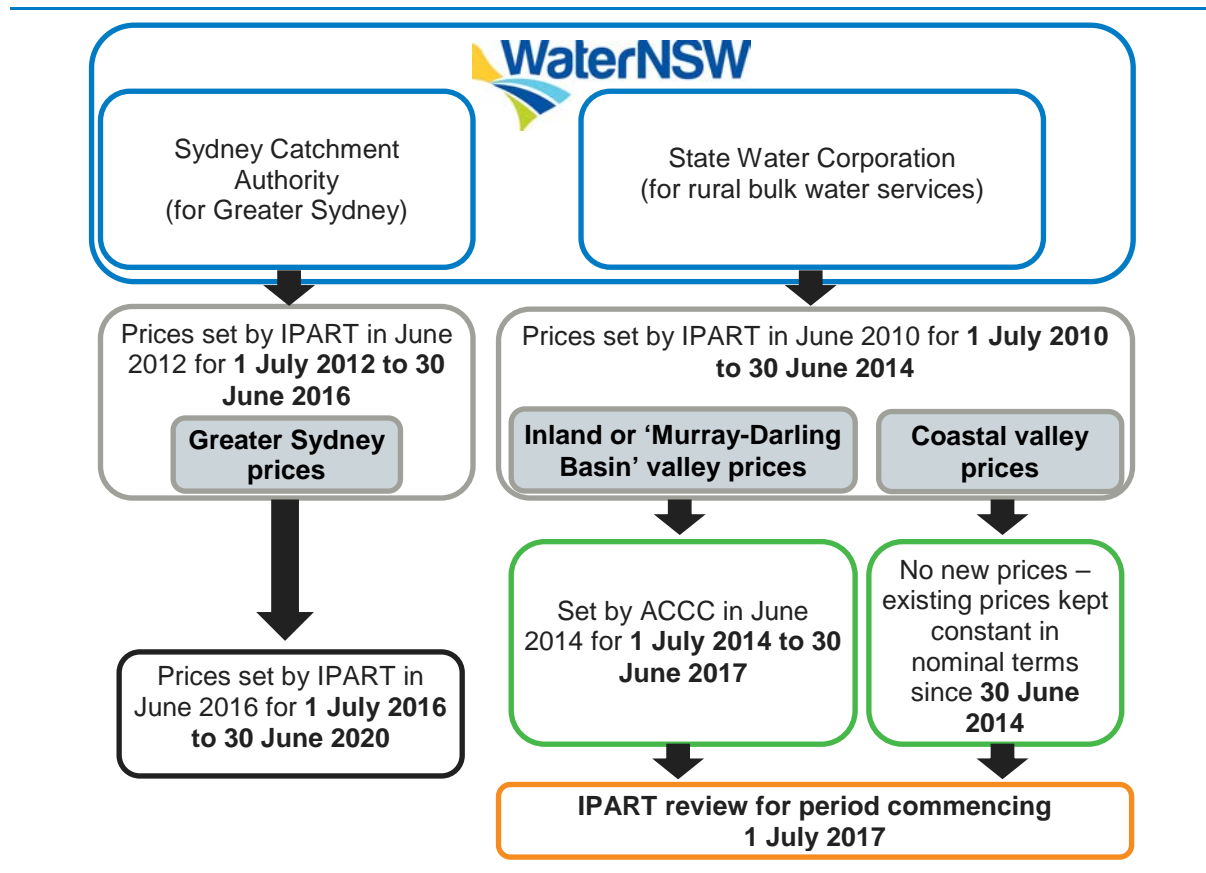 WaterNSW
Sydney Catchment
Authority
(for Greater Sydney)
State Water Corporation
(for rural bulk water services)
Prices set by IPART in June
2012 for 1 July 2012 to 30
June 2016
Greater Sydney
prices
Prices set by IPART in June 2010 for 1 July 2010
to 30 June 2014
Inland or ‘Murray-Darling
Basin’ valley prices
Coastal valley
prices
Prices set by IPART in
June 2016 for 1 July 2016
to 30 June 2020
Set by ACCC in June
2014 for 1 July 2014 to 30
June 2017
No new prices –
existing prices kept
constant in
nominal terms
since 30 June
2014
IPART review for period commencing
1 July 2017